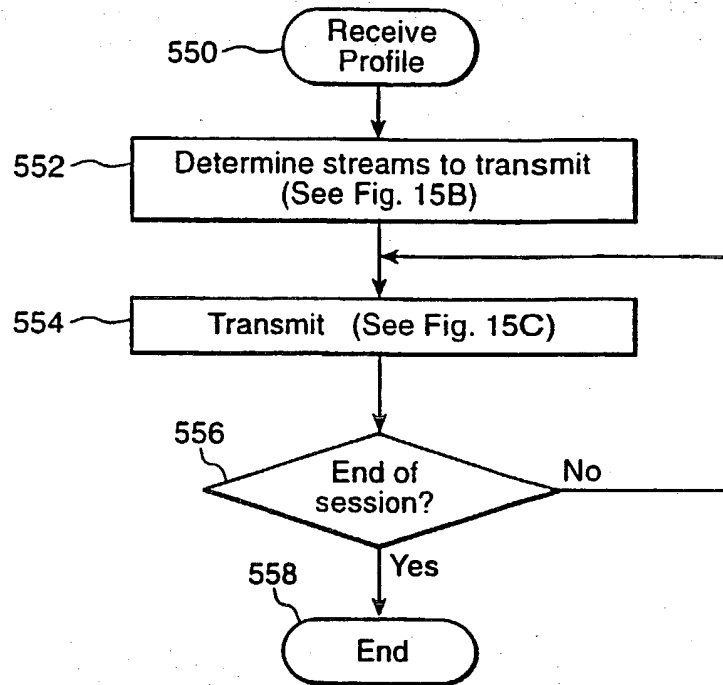 550
Receive
Profile
552
Determine streams to transmit
(See Fig. 15B)
554
Transmit (See Fig. 15C)
556
End of
session?
No
Yes
558
End